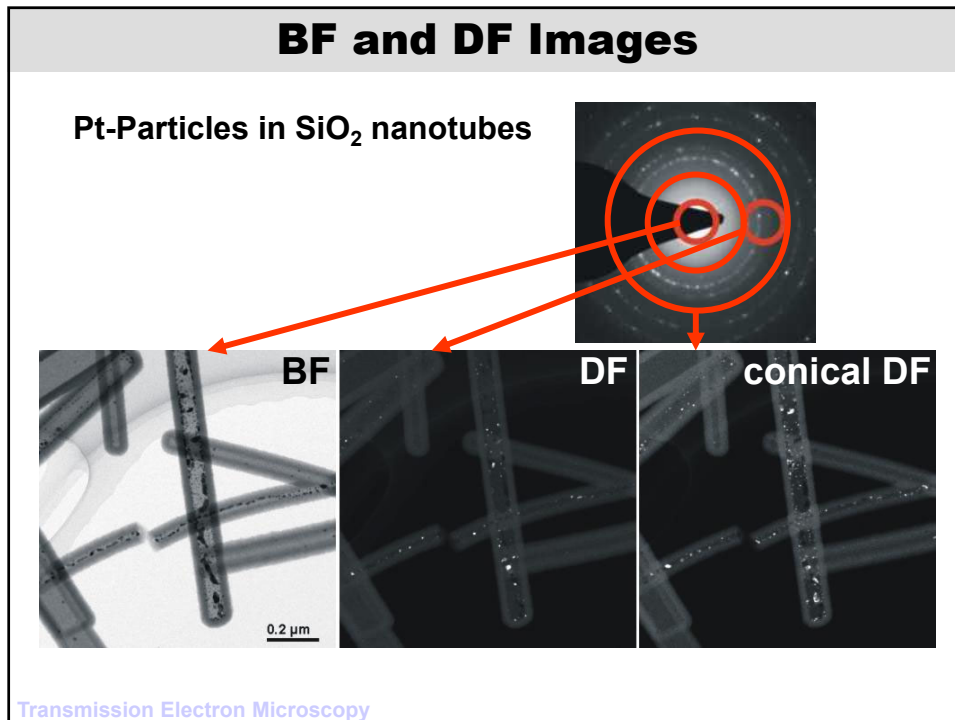 BF and DF Images
Pt-Particles in SiO₂ nanotubes
BF
DF
conical DF
0.2 µm
Transmission Electron Microscopy